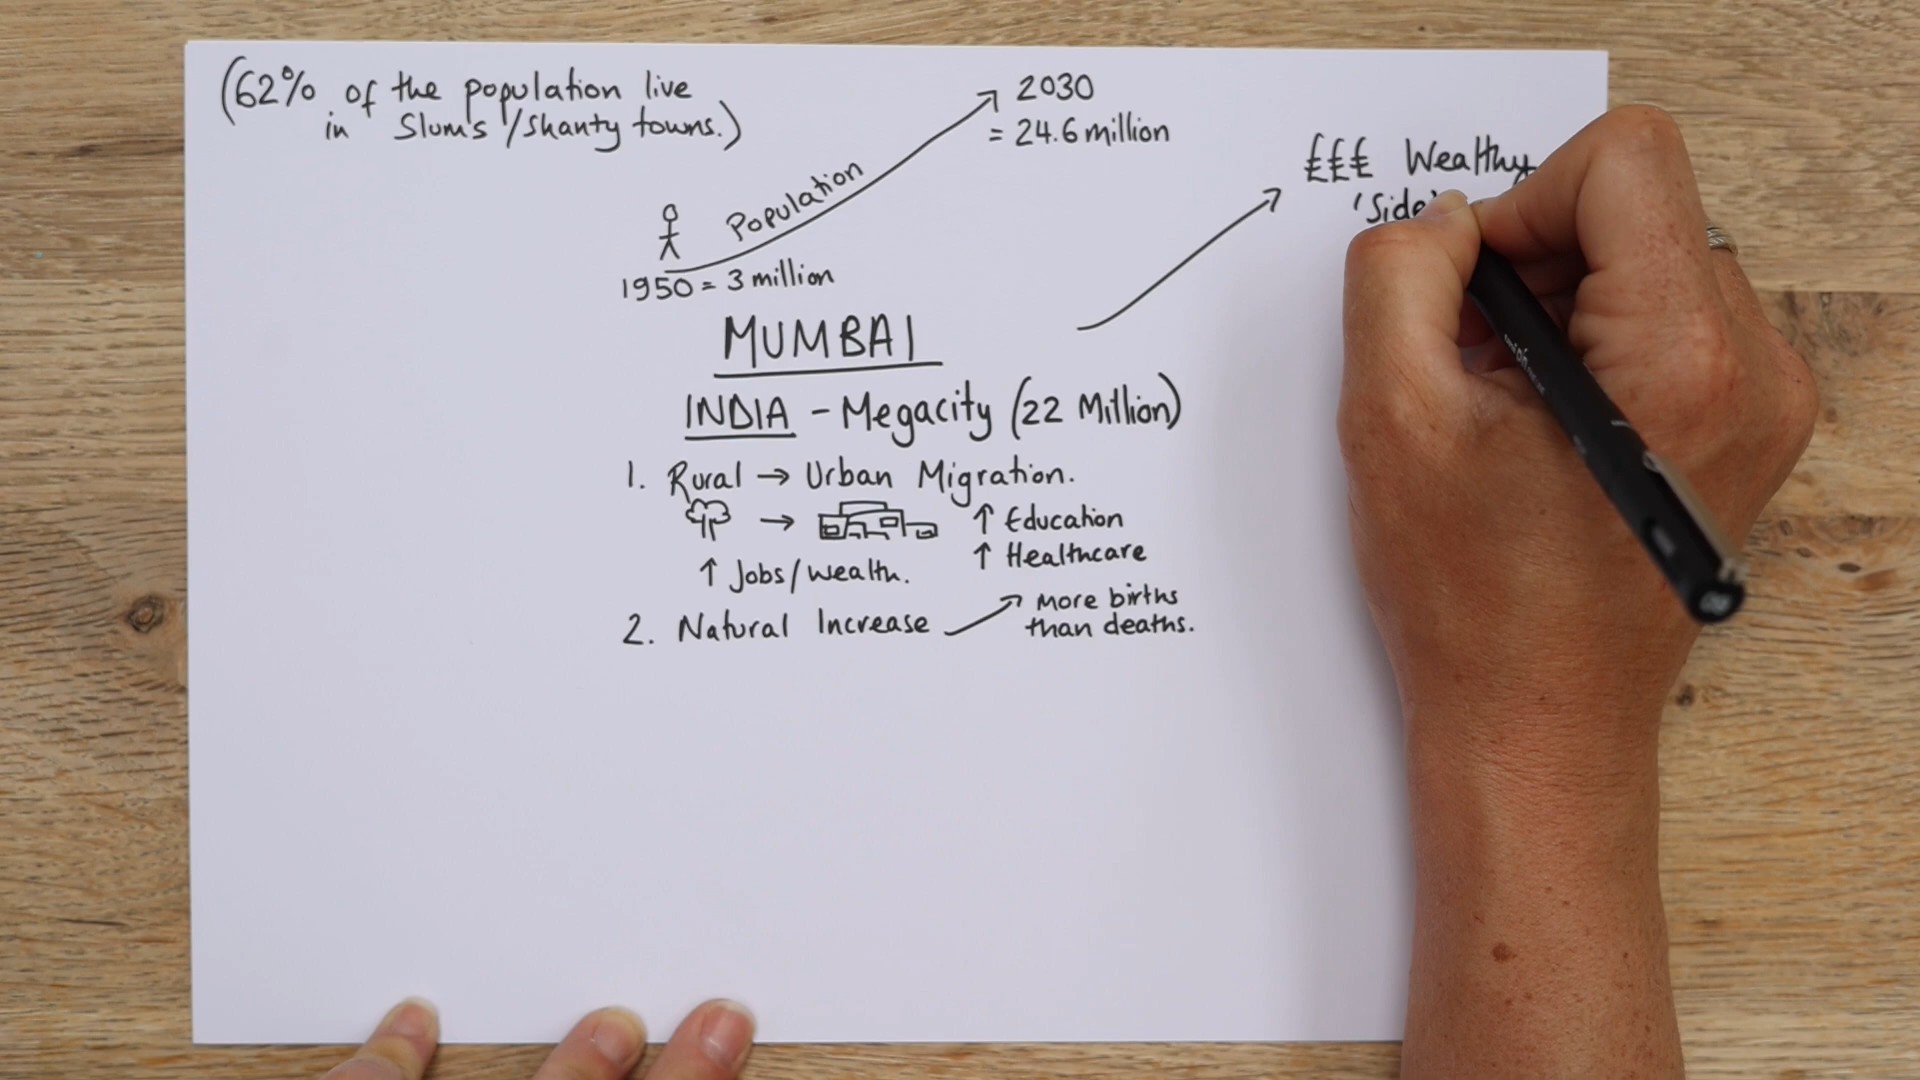 (62% of the population live
in Slums/Shanty towns.)
2030
= 24.6 million
£££ Wealthy
'Side'
Population
1950 = 3 million
MUMBAI
INDIA - Megacity (22 Million)
1. Rural → Urban Migration.
→
↑ Education
↑ Healthcare
↑ Jobs/wealth.
2. Natural Increase
More births
than deaths.